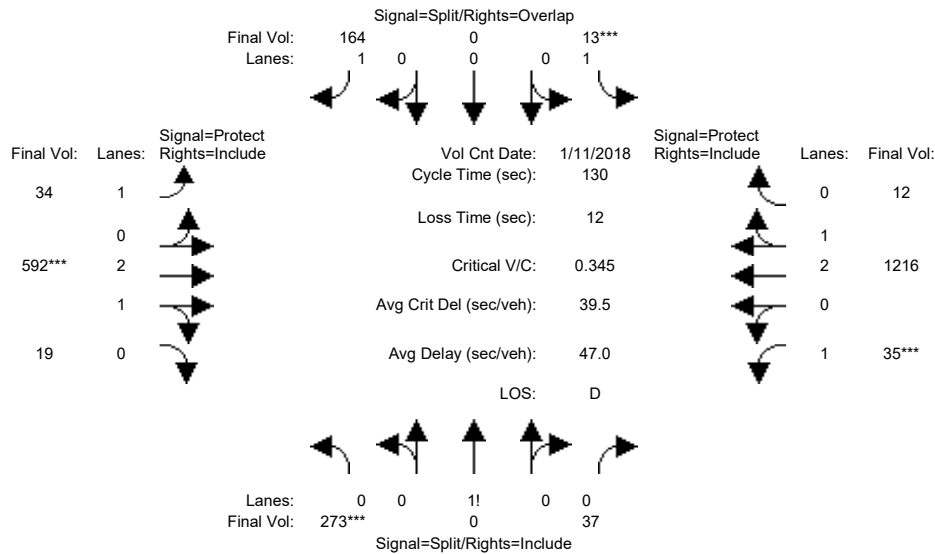 Signal=Split/Rights=Overlap
Final Vol: 164 0 13***
Lanes: 1 0 0 0 1
Signal=Protect Signal=Protect
Final Vol: Lanes: Rights=Include Vol Cnt Date: 1/11/2018 Rights=Include Lanes: Final Vol:
Cycle Time (sec): 130
34 1 0 12
Loss Time (sec): 12
0 1
592*** 2 Critical V/C: 0.345 2 1216
1 Avg Crit Del (sec/veh): 39.5 0
19 0 Avg Delay (sec/veh): 47.0 1 35***
LOS: D
Lanes: 0 0 1! 0 0
Final Vol: 273*** 0 37
Signal=Split/Rights=Include